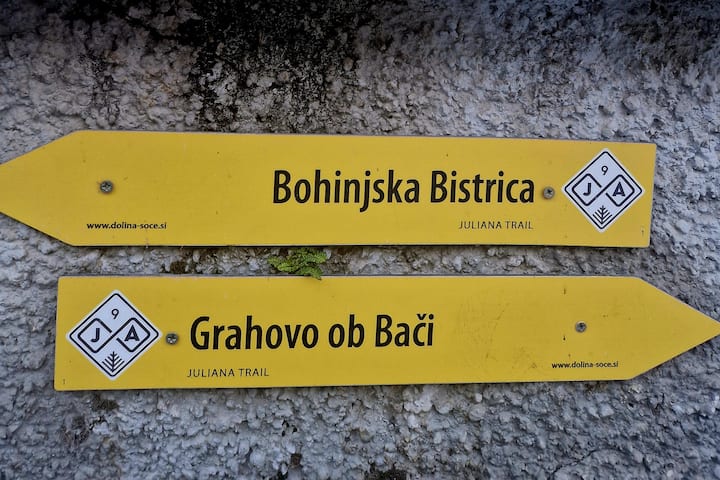 Bohinjska Bistrica
www.dolina-soce.si
JULIANA TRAIL
9
J A
9
J A
Grahovo ob Bači
JULIANA TRAIL
www.dolina-soce.si